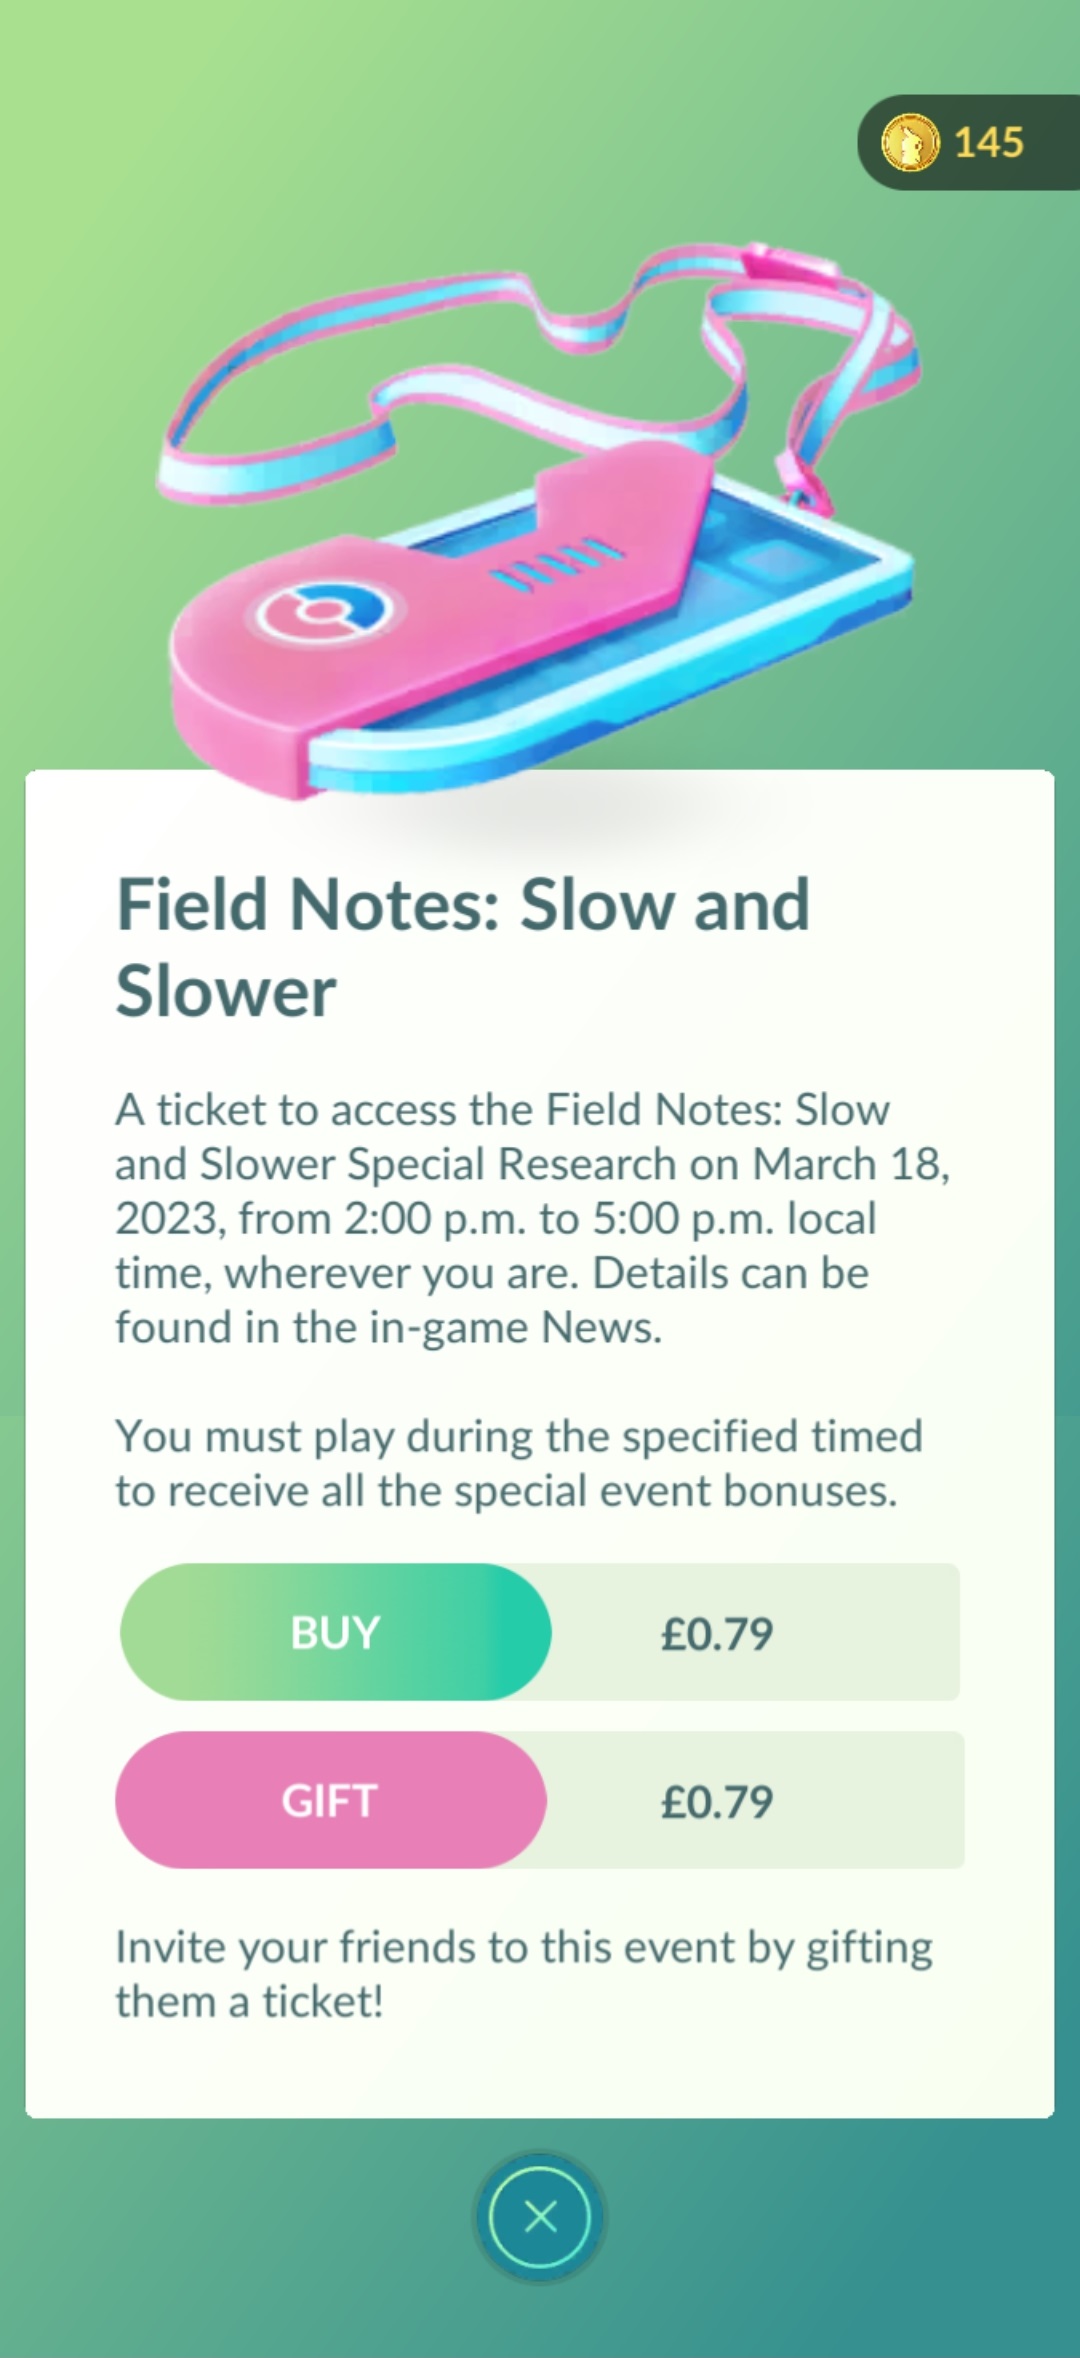 145
Field Notes: Slow and
Slower
A ticket to access the Field Notes: Slow
and Slower Special Research on March 18,
2023, from 2:00 p.m. to 5:00 p.m. local
time, wherever you are. Details can be
found in the in-game News.
You must play during the specified timed
to receive all the special event bonuses.
BUY £0.79
GIFT £0.79
Invite your friends to this event by gifting
them a ticket!